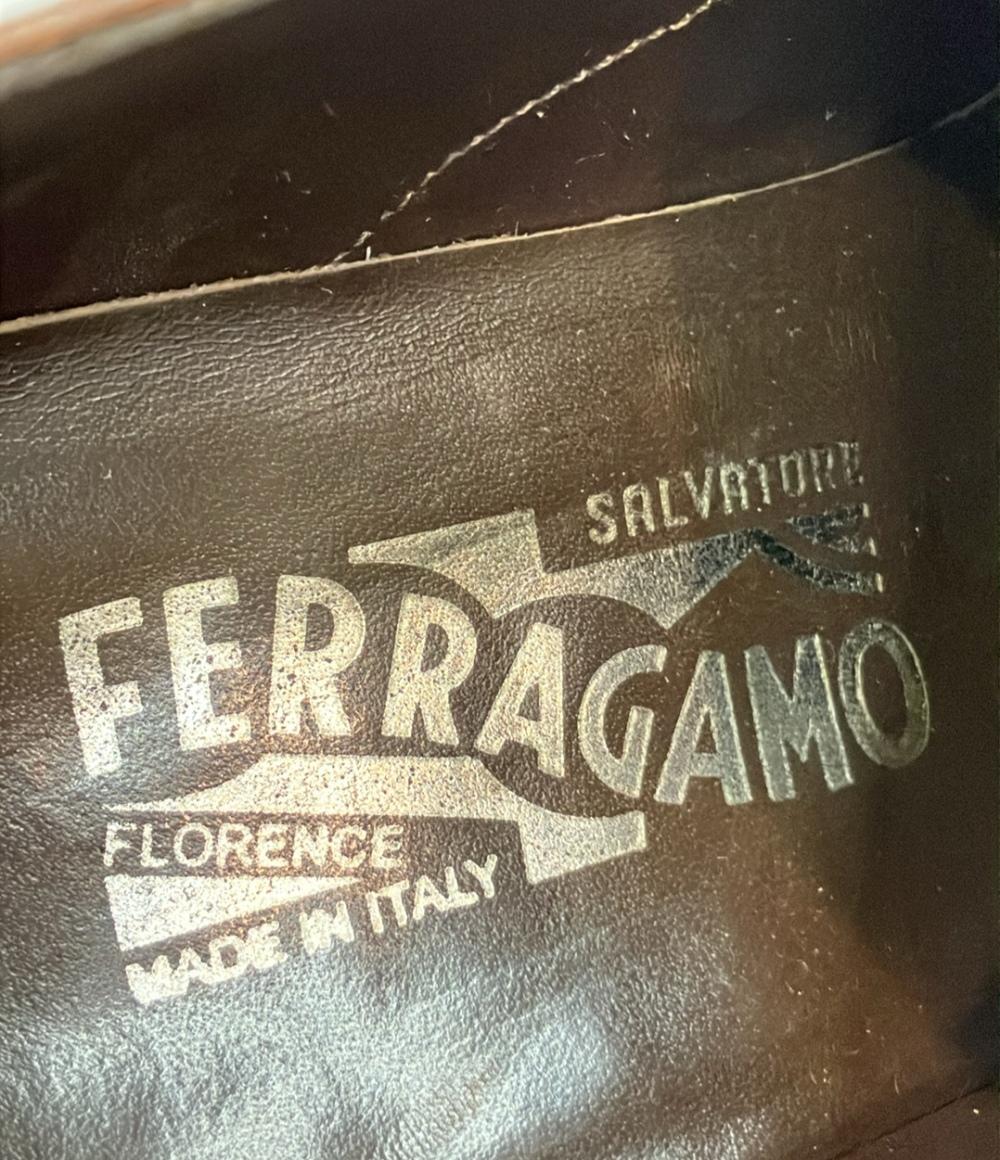 SALVATORE
FERRAGAMO
FLORENCE
MADE IN ITALY